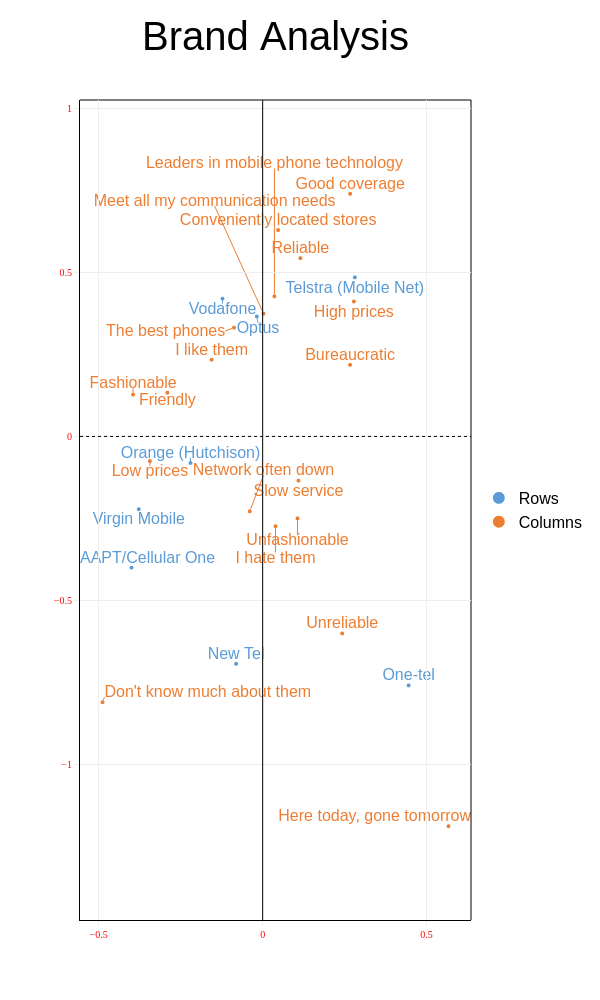 Brand Analysis
1
Leaders in mobile phone technology
Good coverage
Meet all my communication needs
Conveniently located stores
Reliable
0.5
Telstra (Mobile Net)
Vodafone
High prices
Optus
The best phones
I like them
Bureaucratic
Fashionable
Friendly
0
Orange (Hutchison)
Low prices
Network often down
Slow service
Virgin Mobile
Unfashionable
AAPT/Cellular One
I hate them
−0.5
Unreliable
New Tel
One-tel
Don't know much about them
−1
Here today, gone tomorrow
−0.5
0
0.5
Rows
Columns